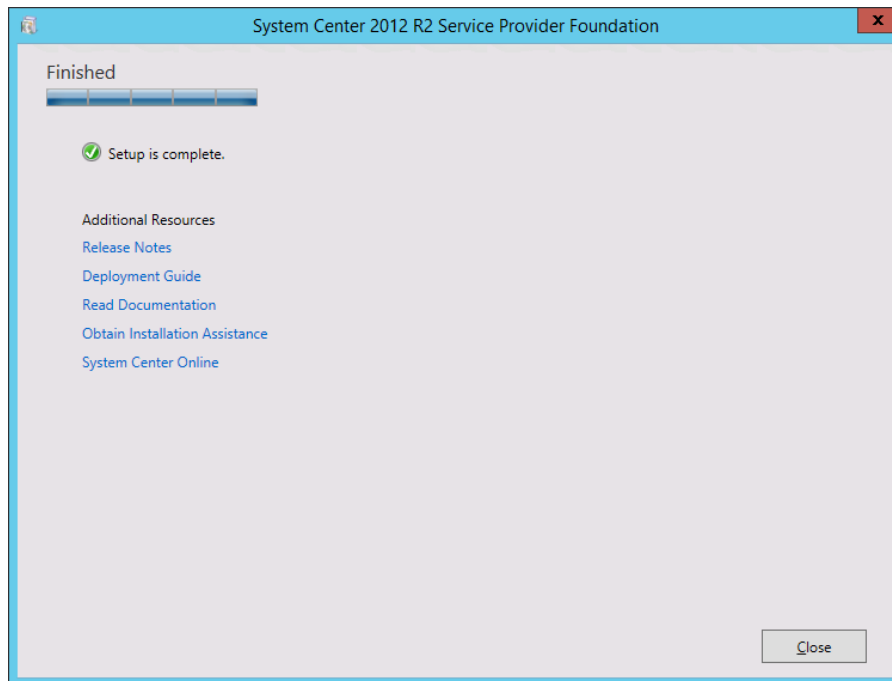 System Center 2012 R2 Service Provider Foundation
x
Finished
Setup is complete.
Additional Resources
Release Notes
Deployment Guide
Read Documentation
Obtain Installation Assistance
System Center Online
Close